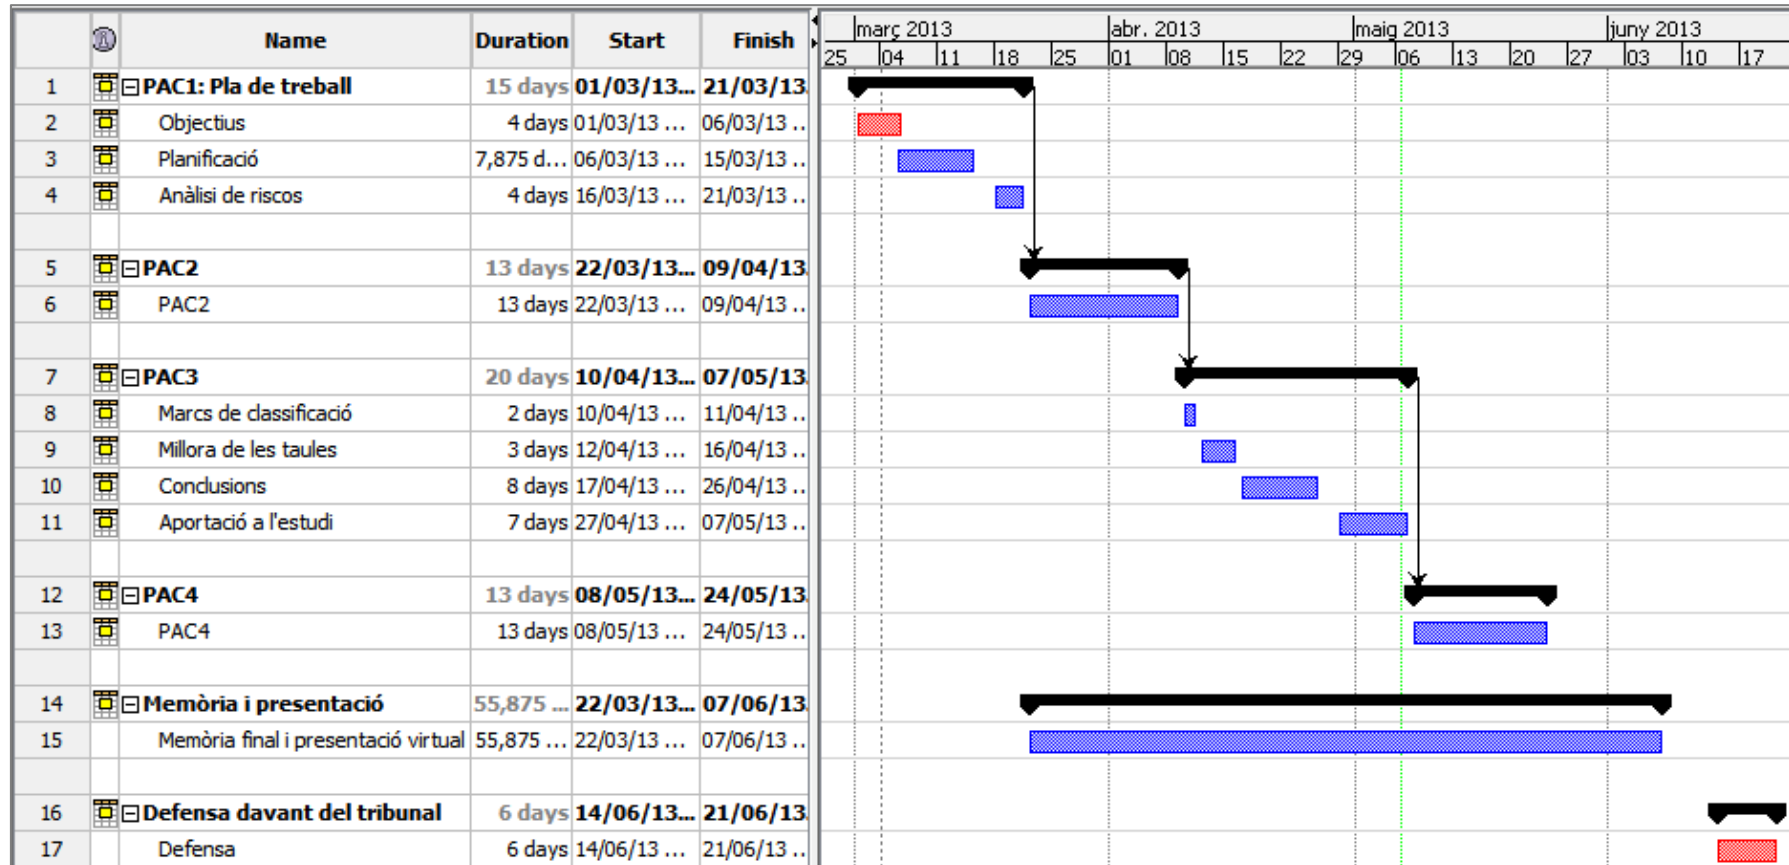 Name Duration Start Finish
març 2013 abr. 2013 maig 2013 juny 2013
25 04 11 18 25 01 08 15 22 29 06 13 20 27 03 10 17
1 PAC1: Pla de treball 15 days 01/03/13... 21/03/13.
2 Objectius 4 days 01/03/13 ... 06/03/13 ..
3 Planificació 7,875 d... 06/03/13 ... 15/03/13 ..
4 Anàlisi de riscos 4 days 16/03/13 ... 21/03/13 ..
5 PAC2 13 days 22/03/13... 09/04/13.
6 PAC2 13 days 22/03/13 ... 09/04/13 ..
7 PAC3 20 days 10/04/13... 07/05/13.
8 Marcs de classificació 2 days 10/04/13 ... 11/04/13 ..
9 Millora de les taules 3 days 12/04/13 ... 16/04/13 ..
10 Conclusions 8 days 17/04/13 ... 26/04/13 ..
11 Aportació a l'estudi 7 days 27/04/13 ... 07/05/13 ..
12 PAC4 13 days 08/05/13... 24/05/13.
13 PAC4 13 days 08/05/13 ... 24/05/13 ..
14 Memòria i presentació 55,875 ... 22/03/13... 07/06/13.
15 Memòria final i presentació virtual 55,875 ... 22/03/13 ... 07/06/13 ..
16 Defensa davant del tribunal 6 days 14/06/13... 21/06/13.
17 Defensa 6 days 14/06/13 ... 21/06/13 ..